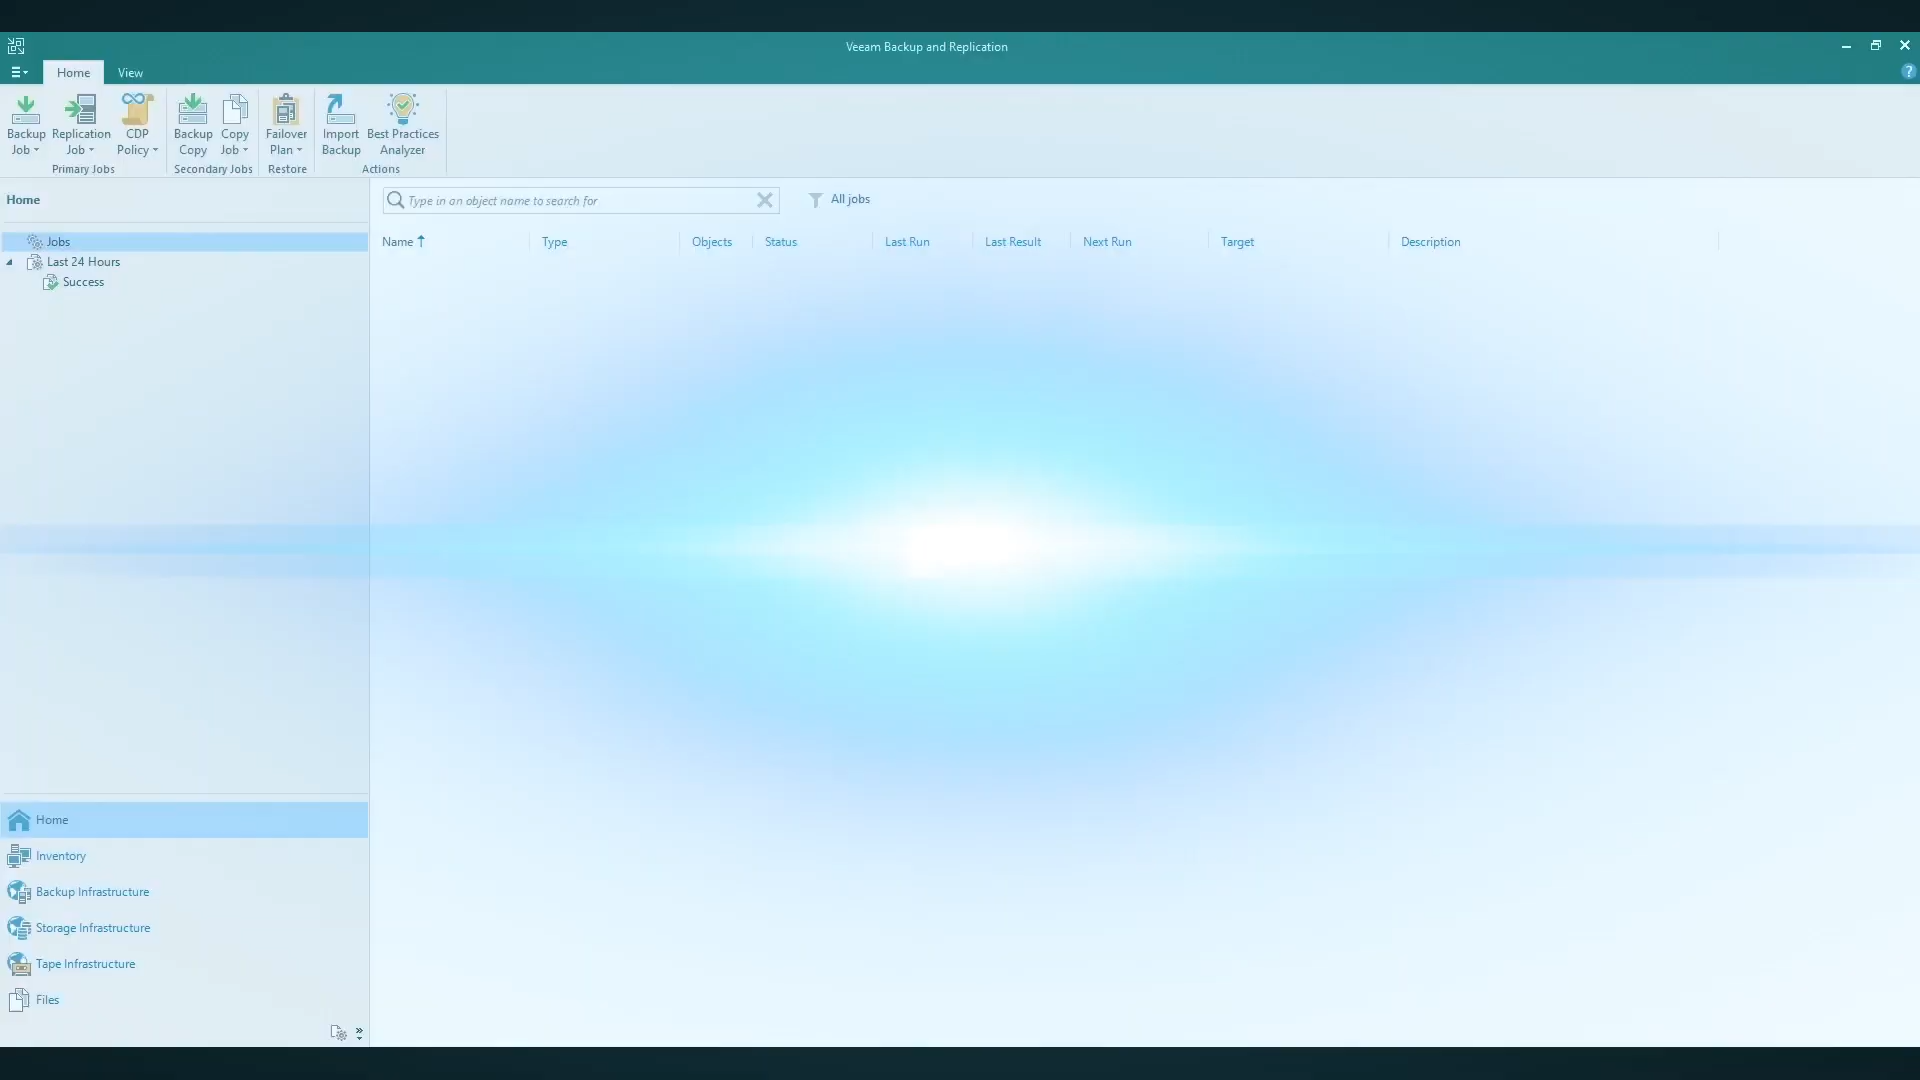 Veeam Backup and Replication
Home View
?
Backup Job
Replication Job
CDP Policy
Backup Copy
Copy Job
Failover Plan
Import Backup
Best Practices Analyzer
Primary Jobs
Secondary Jobs
Restore
Actions
Home
Type in an object name to search for
All jobs
Jobs
Last 24 Hours
Success
Name Type Objects Status Last Run Last Result Next Run Target Description
Home
Inventory
Backup Infrastructure
Storage Infrastructure
Tape Infrastructure
Files